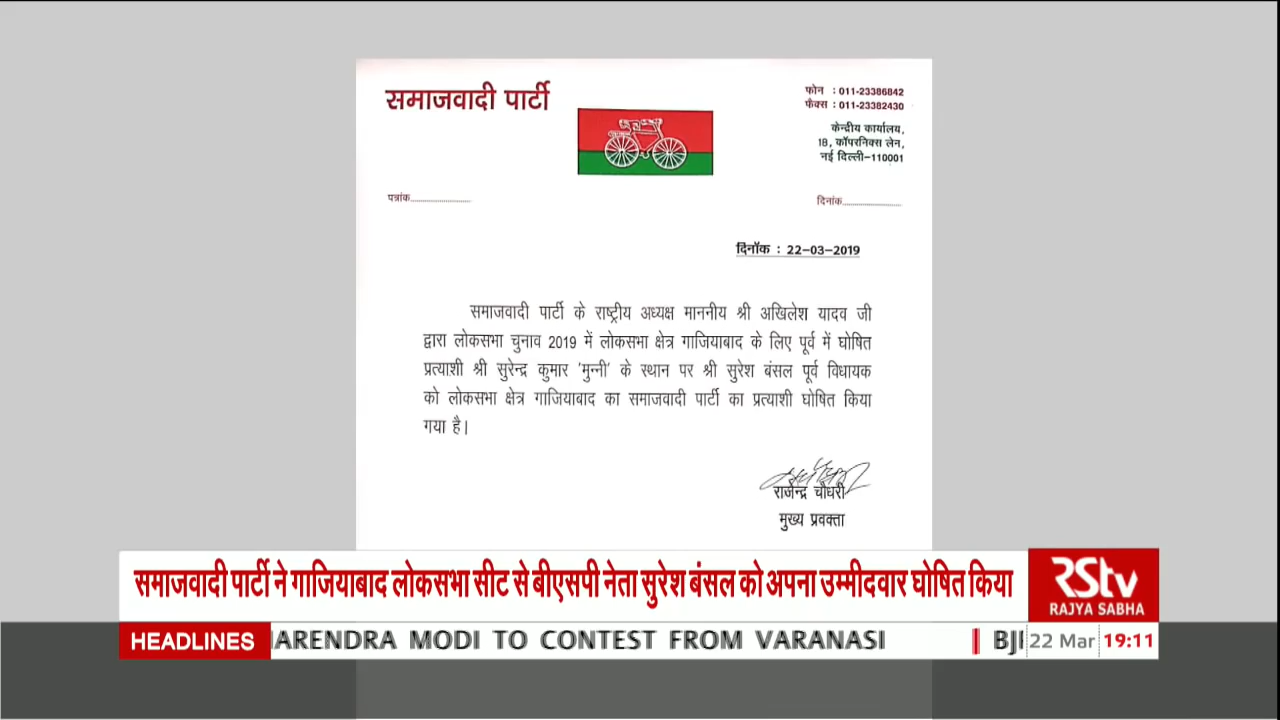 समाजवादी पार्टी
फोन : 011-23386842
फैक्स : 011-23382430
केन्द्रीय कार्यालय,
18, कॉपरनिक्स लेन,
नई दिल्ली–110001
पत्रांक....................
दिनांक....................
दिनॉक : 22–03–2019
समाजवादी पार्टी के राष्ट्रीय अध्यक्ष माननीय श्री अखिलेश यादव जी
द्वारा लोकसभा चुनाव 2019 में लोकसभा क्षेत्र गाजियाबाद के लिए पूर्व में घोषित
प्रत्याशी श्री सुरेन्द्र कुमार 'मुन्नी' के स्थान पर श्री सुरेश बंसल पूर्व विधायक
को लोकसभा क्षेत्र गाजियाबाद का समाजवादी पार्टी का प्रत्याशी घोषित किया
गया है।
राजेन्द्र चौधरी
मुख्य प्रवक्ता
समाजवादी पार्टी ने गाजियाबाद लोकसभा सीट से बीएसपी नेता सुरेश बंसल को अपना उम्मीदवार घोषित किया
RStv
RAJYA SABHA
HEADLINES ARENDRA MODI TO CONTEST FROM VARANASI | BJ 22 Mar 19:11